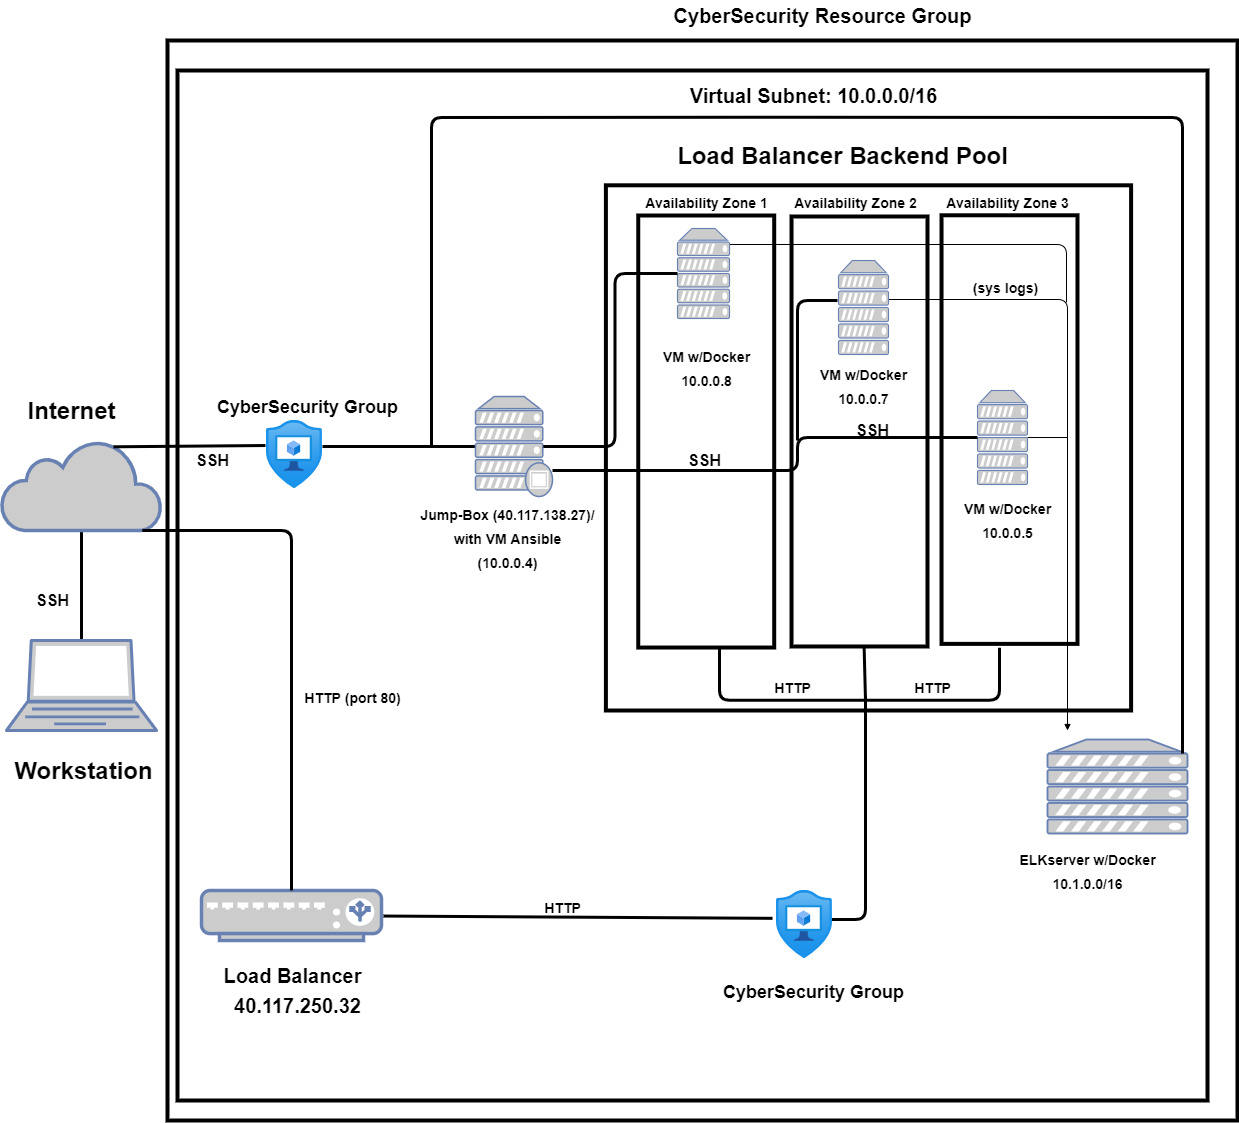 CyberSecurity Resource Group
Virtual Subnet: 10.0.0.0/16
Load Balancer Backend Pool
Availability Zone 1
Availability Zone 2
Availability Zone 3
(sys logs)
VM w/Docker
10.0.0.8
VM w/Docker
10.0.0.7
Internet
CyberSecurity Group
SSH
SSH
SSH
VM w/Docker
10.0.0.5
Jump-Box (40.117.138.27)/
with VM Ansible
(10.0.0.4)
SSH
HTTP (port 80)
HTTP
HTTP
Workstation
ELKserver w/Docker
10.1.0.0/16
HTTP
Load Balancer
40.117.250.32
CyberSecurity Group